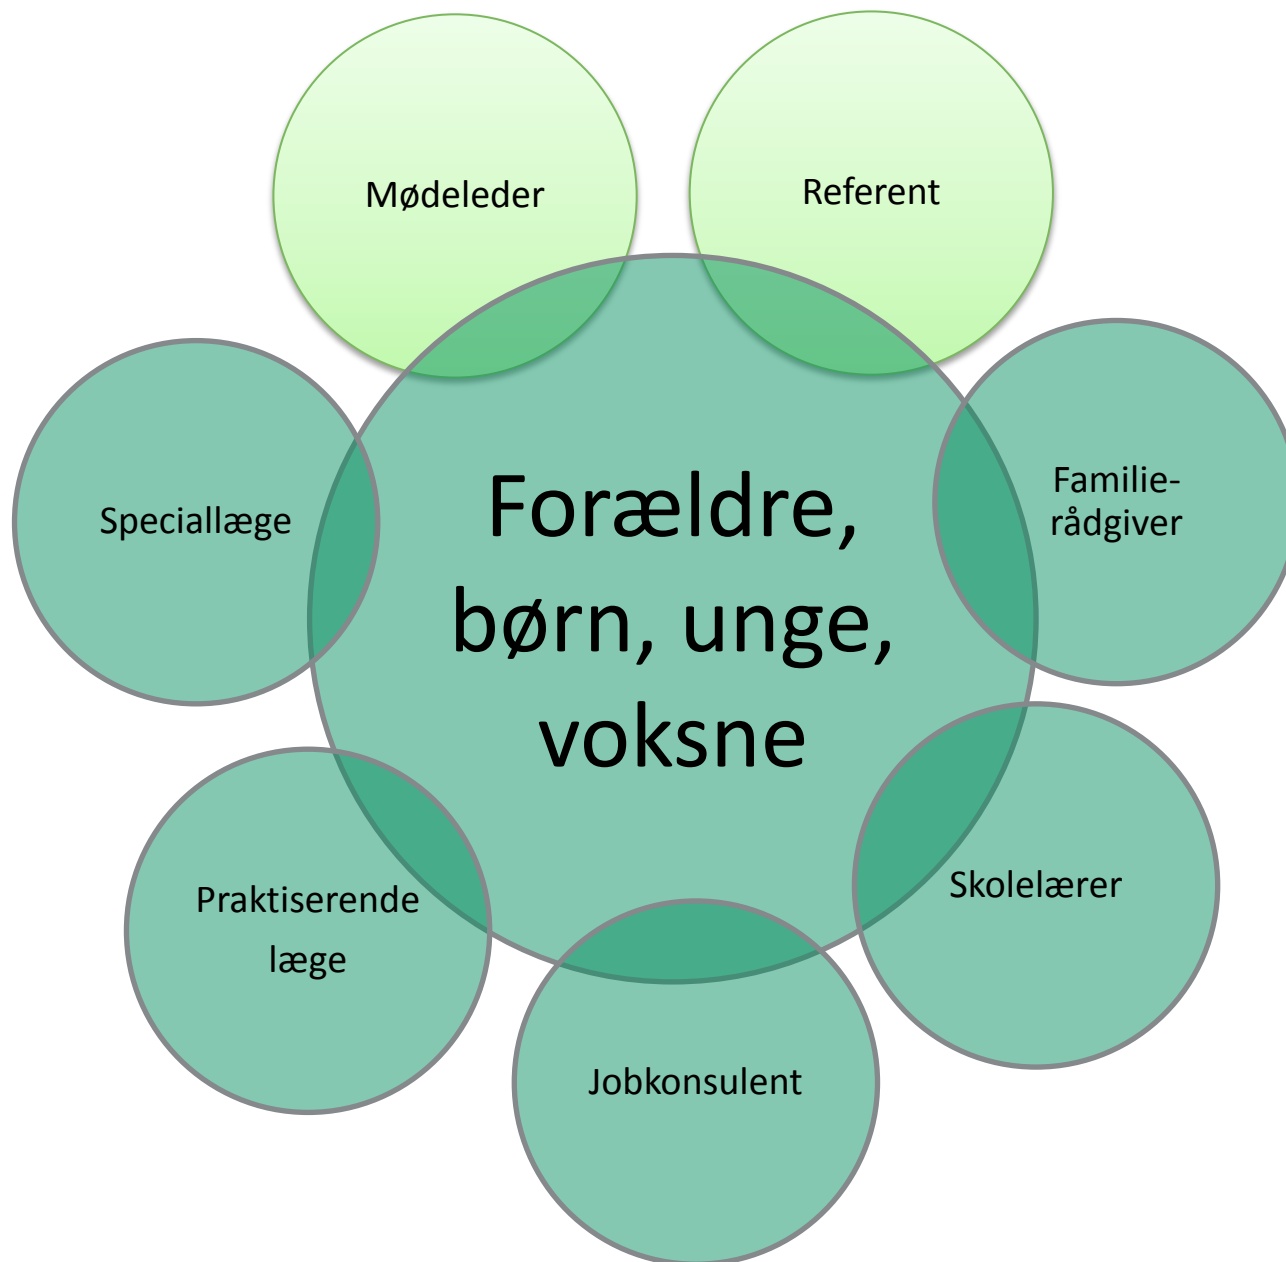 Mødeleder
Referent
Speciallæge
Forældre,
børn, unge,
voksne
Familie-
rådgiver
Praktiserende
læge
Skolelærer
Jobkonsulent